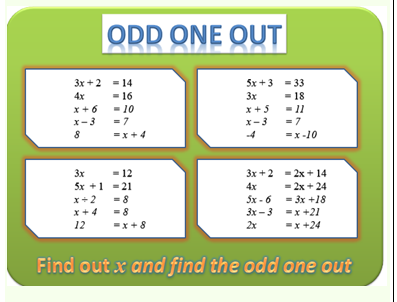 ODD ONE OUT
3x + 2 = 14
4x = 16
x + 6 = 10
x – 3 = 7
8 = x + 4
5x + 3 = 33
3x = 18
x + 5 = 11
x – 3 = 7
-4 = x -10
3x = 12
5x + 1 = 21
x ÷ 2 = 8
x + 4 = 8
12 = x + 8
3x + 2 = 2x + 14
4x = 2x + 24
5x - 6 = 3x +18
3x – 3 = x +21
2x = x +24
Find out x and find the odd one out